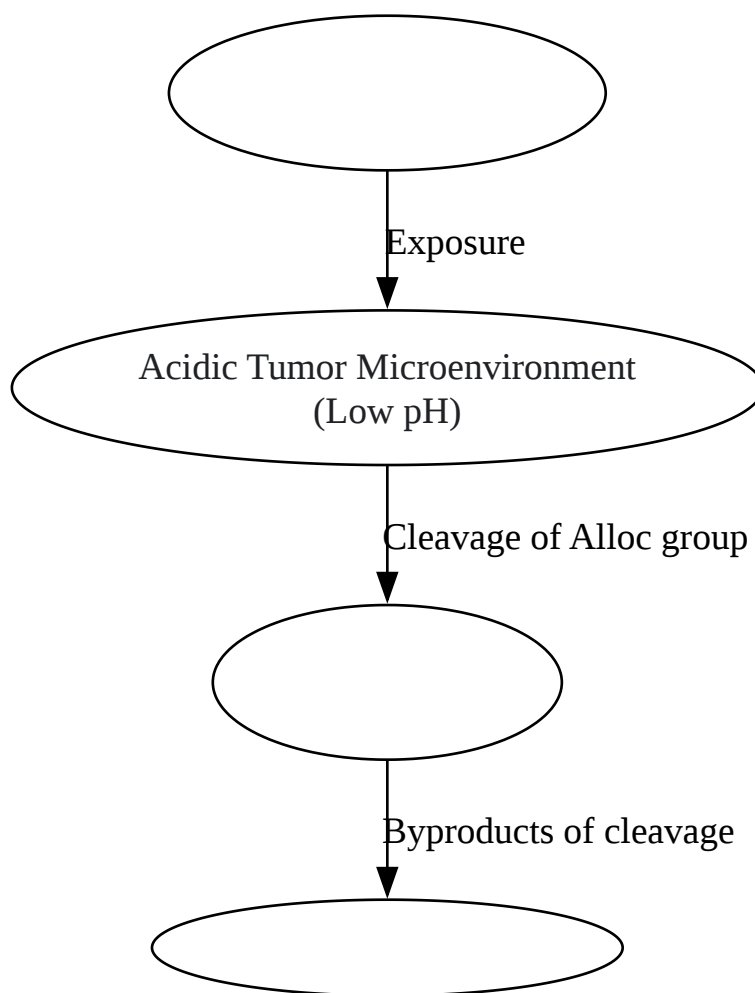 Exposure
Acidic Tumor Microenvironment
(Low pH)
Cleavage of Alloc group
Byproducts of cleavage